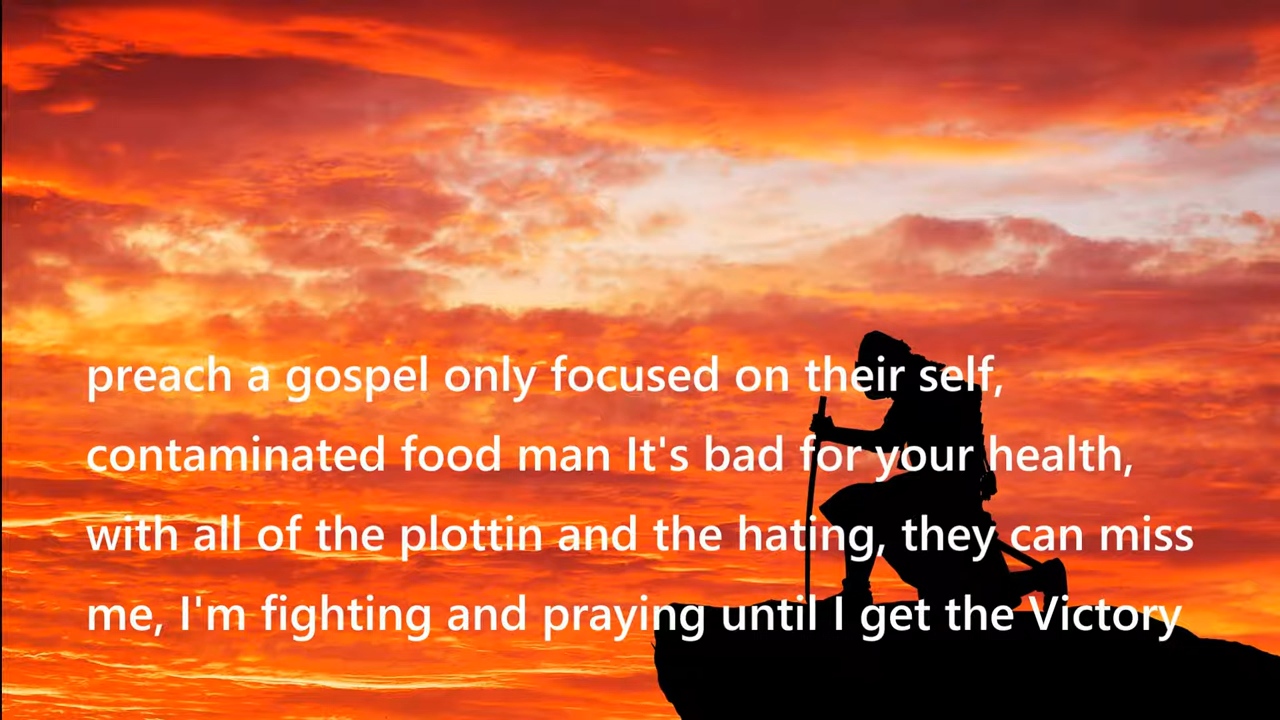 preach a gospel only focused on their self,
contaminated food man It's bad for your health,
with all of the plottin and the hating, they can miss
me, I'm fighting and praying until I get the Victory